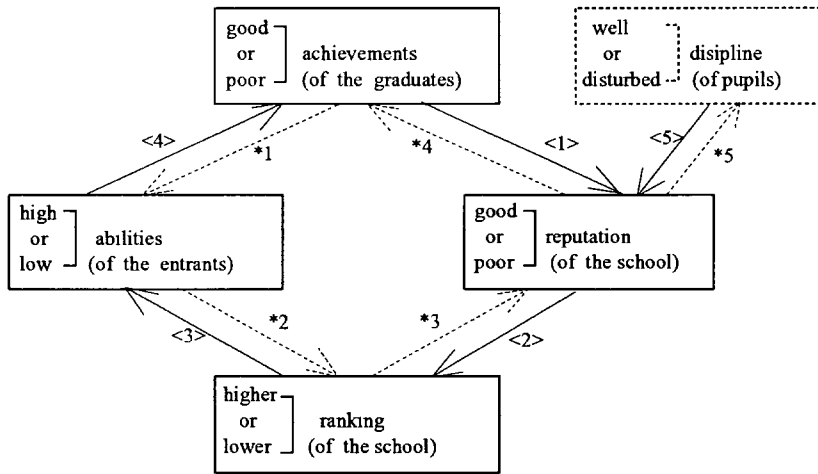 good
or achievements
poor (of the graduates)
well
or disipline
disturbed (of pupils)
<4>
*1
*4
<1>
<5>
*5
high
or abilities
low (of the entrants)
good
or reputation
poor (of the school)
<3>
*2
*3
<2>
higher
or ranking
lower (of the school)